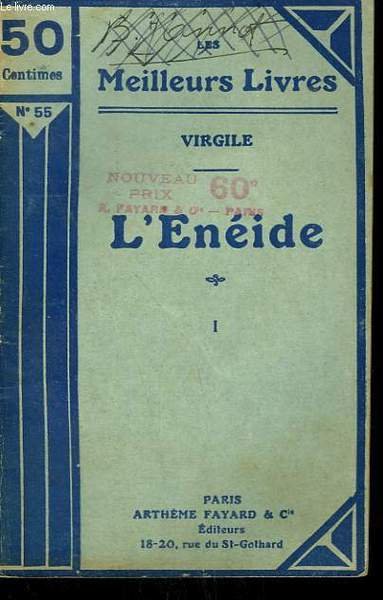 www.le-livre.com
50
Centimes
N° 55
LES
Meilleurs Livres
VIRGILE
NOUVEAU
PRIX 60c
A. FAYARD & Cie — PARIS
L'Enéide
I
PARIS
ARTHÈME FAYARD & Cie
Éditeurs
18-20, rue du St-Gothard